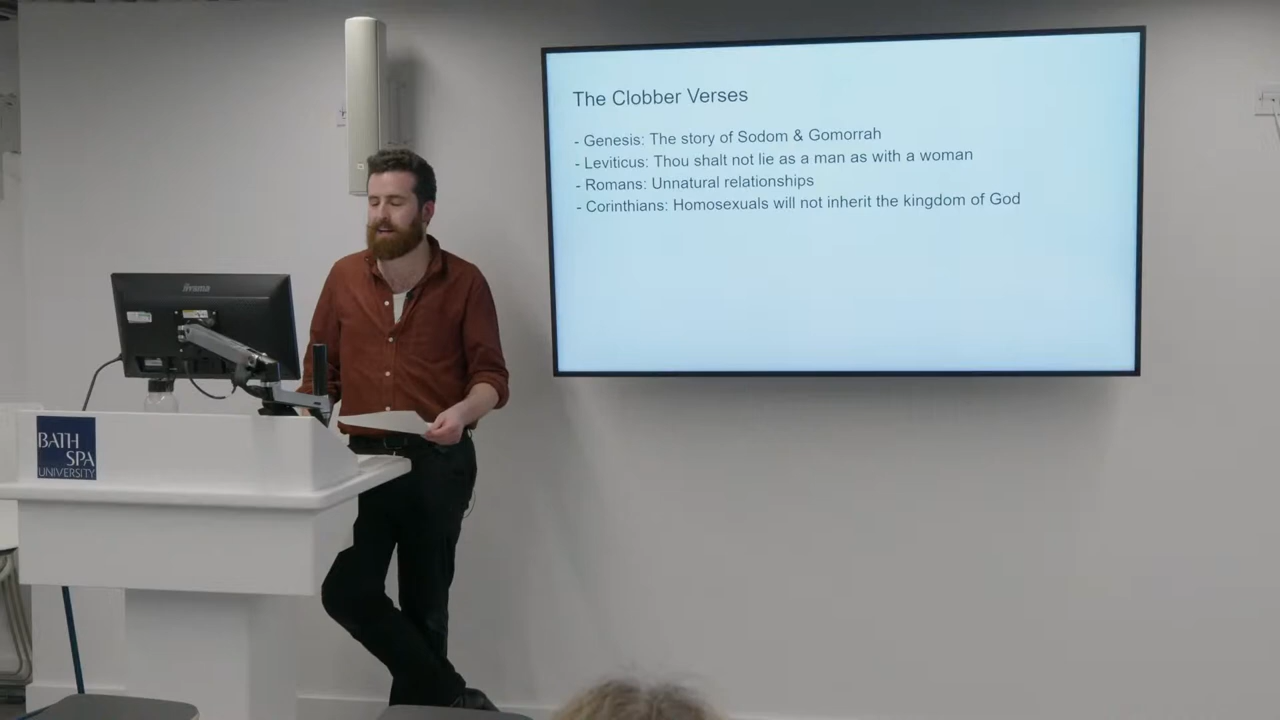 The Clobber Verses
- Genesis: The story of Sodom & Gomorrah
- Leviticus: Thou shalt not lie as a man as with a woman
- Romans: Unnatural relationships
- Corinthians: Homosexuals will not inherit the kingdom of God
iiyama
BATH
SPA
UNIVERSITY